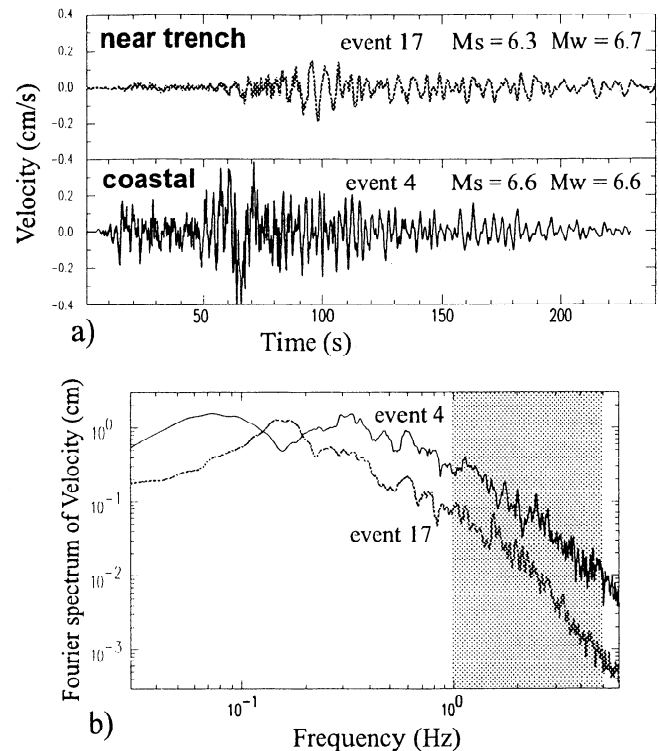 0.4
near trench event 17 Ms = 6.3 Mw = 6.7
0.2
0.0
-0.2
0.4
coastal event 4 Ms = 6.6 Mw = 6.6
0.2
0.0
-0.2
-0.4
Velocity (cm/s)
50 100 150 200
a) Time (s)
10^0
10^-1
10^-2
10^-3
Fourier spectrum of Velocity (cm)
event 4
event 17
10^-1 10^0
b) Frequency (Hz)